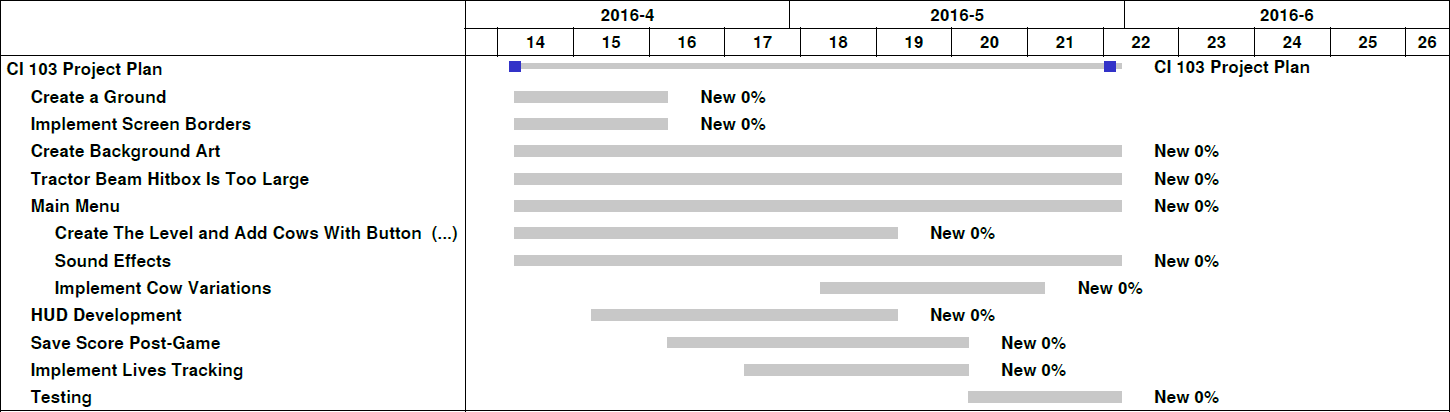 2016-4 2016-5 2016-6
14 15 16 17 18 19 20 21 22 23 24 25 26
CI 103 Project Plan CI 103 Project Plan
Create a Ground New 0%
Implement Screen Borders New 0%
Create Background Art New 0%
Tractor Beam Hitbox Is Too Large New 0%
Main Menu New 0%
Create The Level and Add Cows With Button (...) New 0%
Sound Effects New 0%
Implement Cow Variations New 0%
HUD Development New 0%
Save Score Post-Game New 0%
Implement Lives Tracking New 0%
Testing New 0%